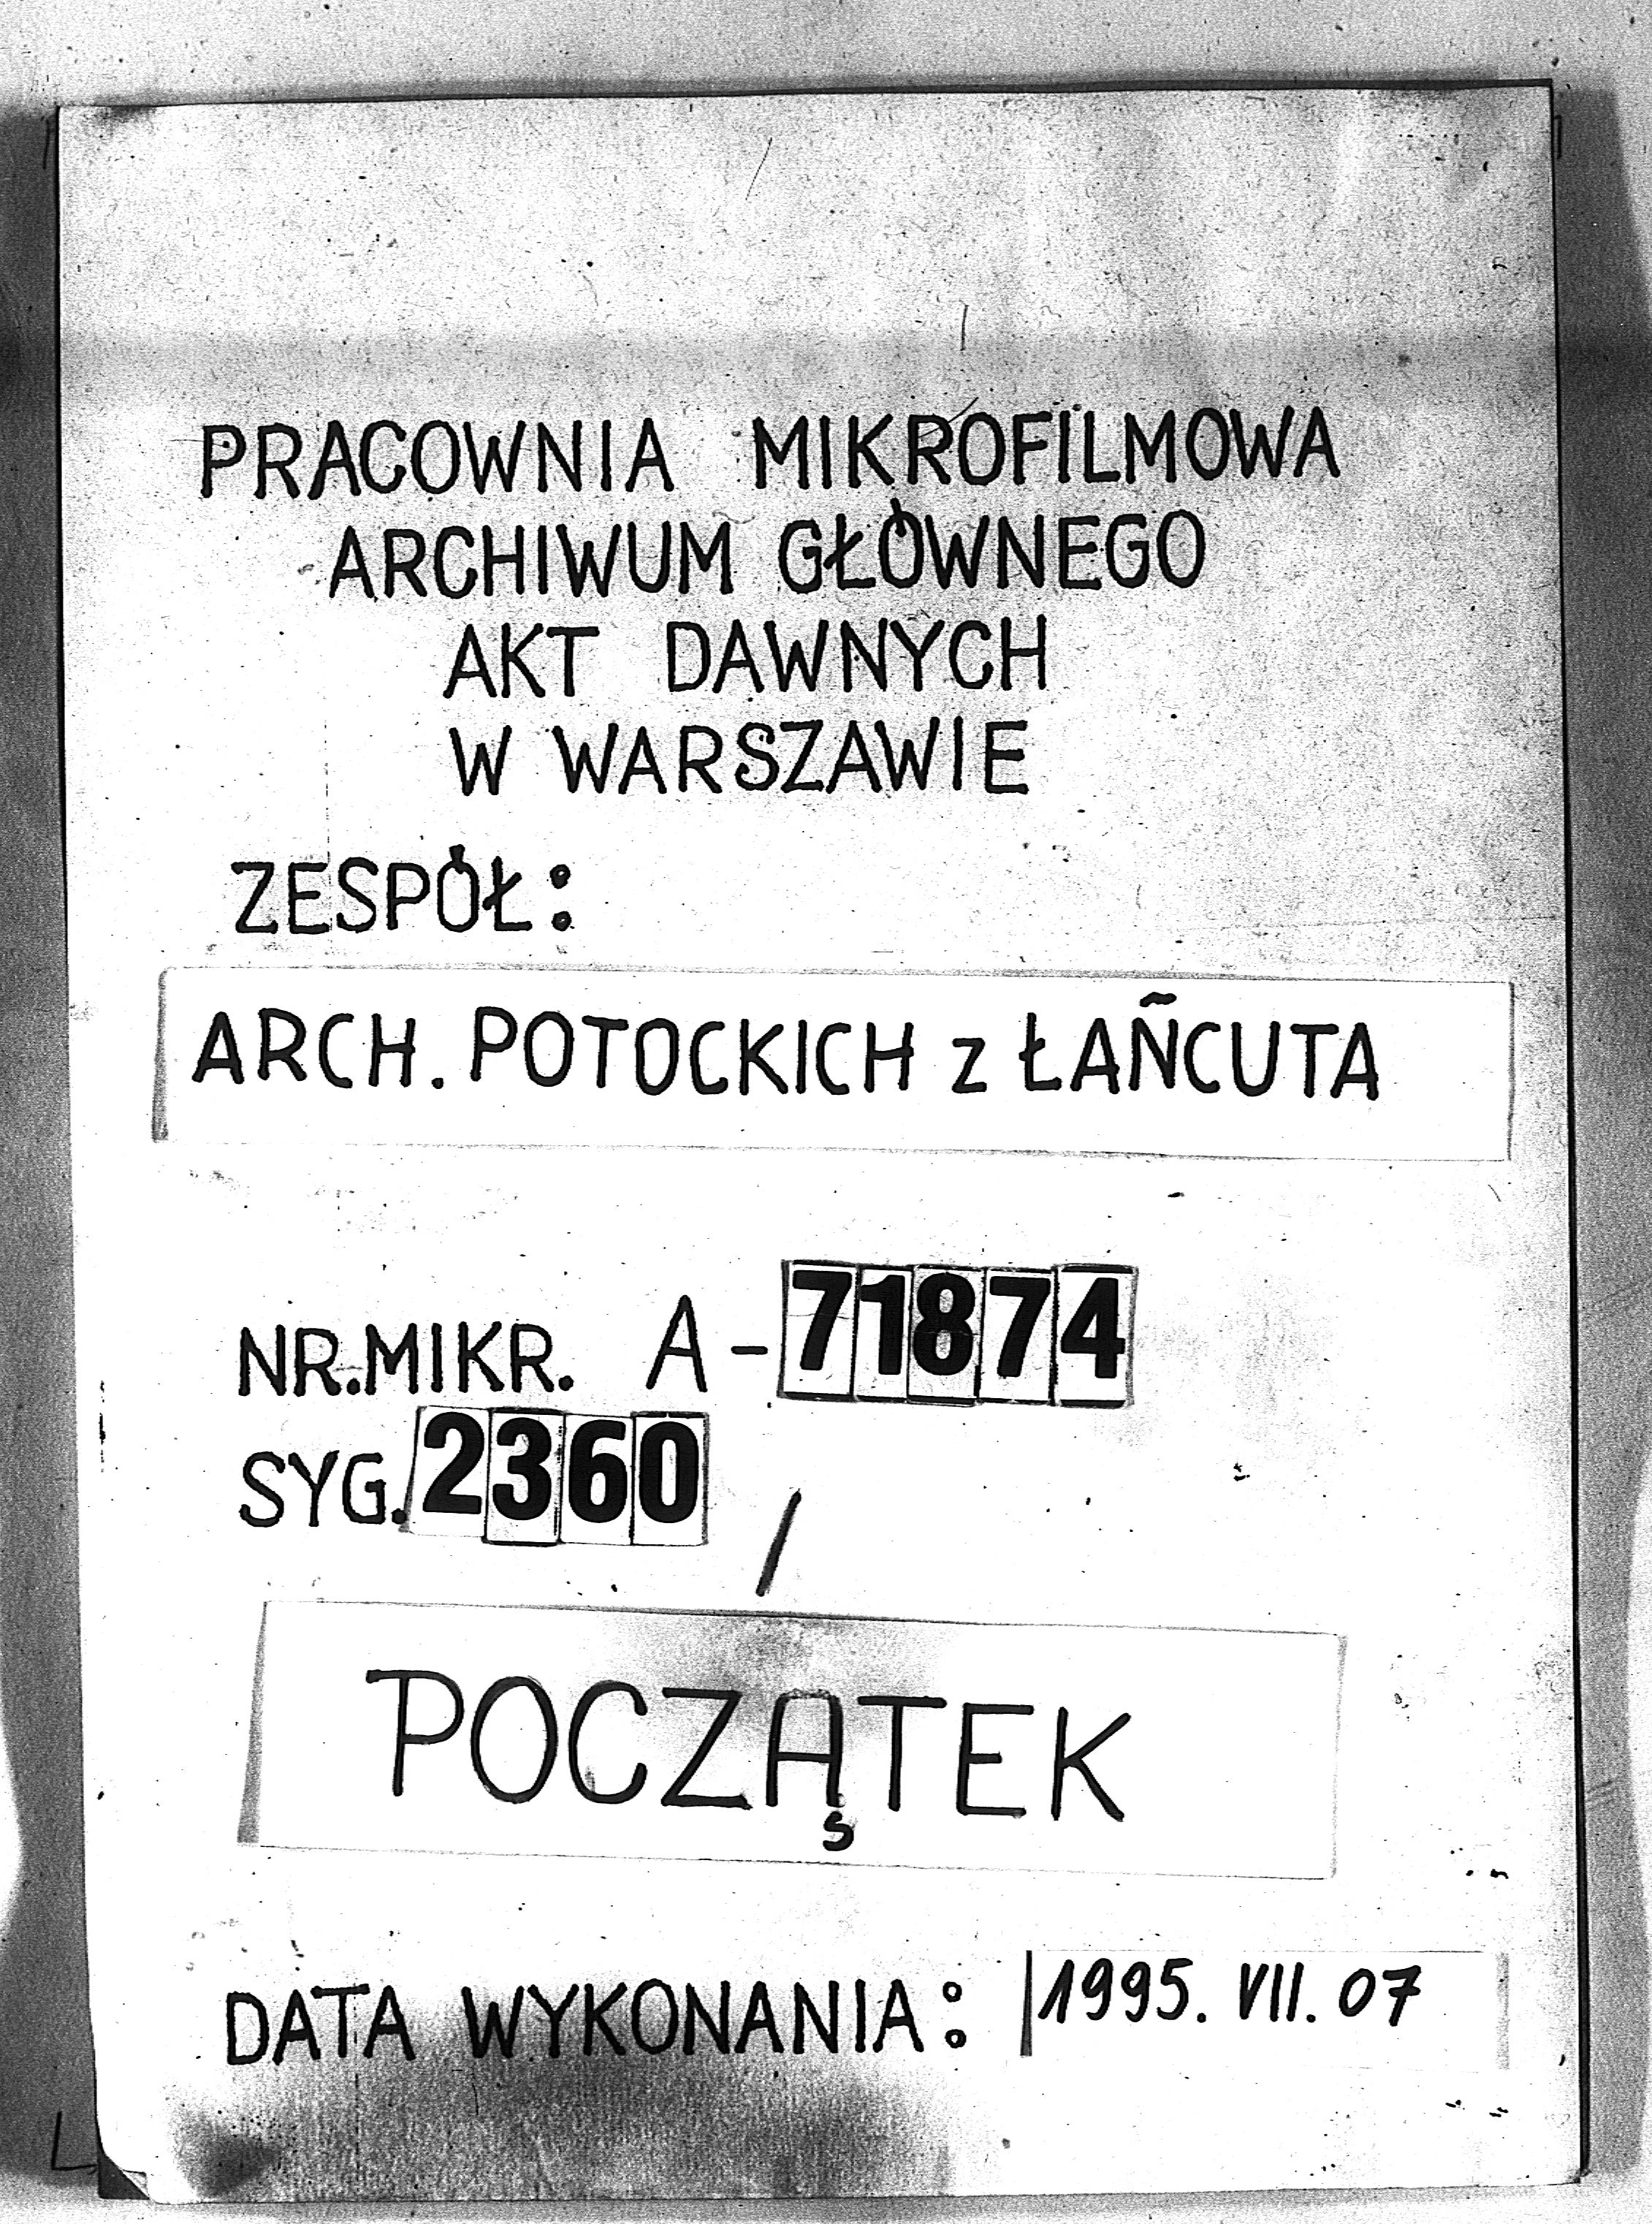 PRACOWNIA MIKROFILMOWA
ARCHIWUM GŁÓWNEGO
AKT DAWNYCH
W WARSZAWIE
ZESPÓŁ:
ARCH. POTOCKICH z ŁAÑCUTA
NR.MIKR. A-71874
SYG. 2360 /
POCZĄTEK
DATA WYKONANIA: 1995. VII. 07